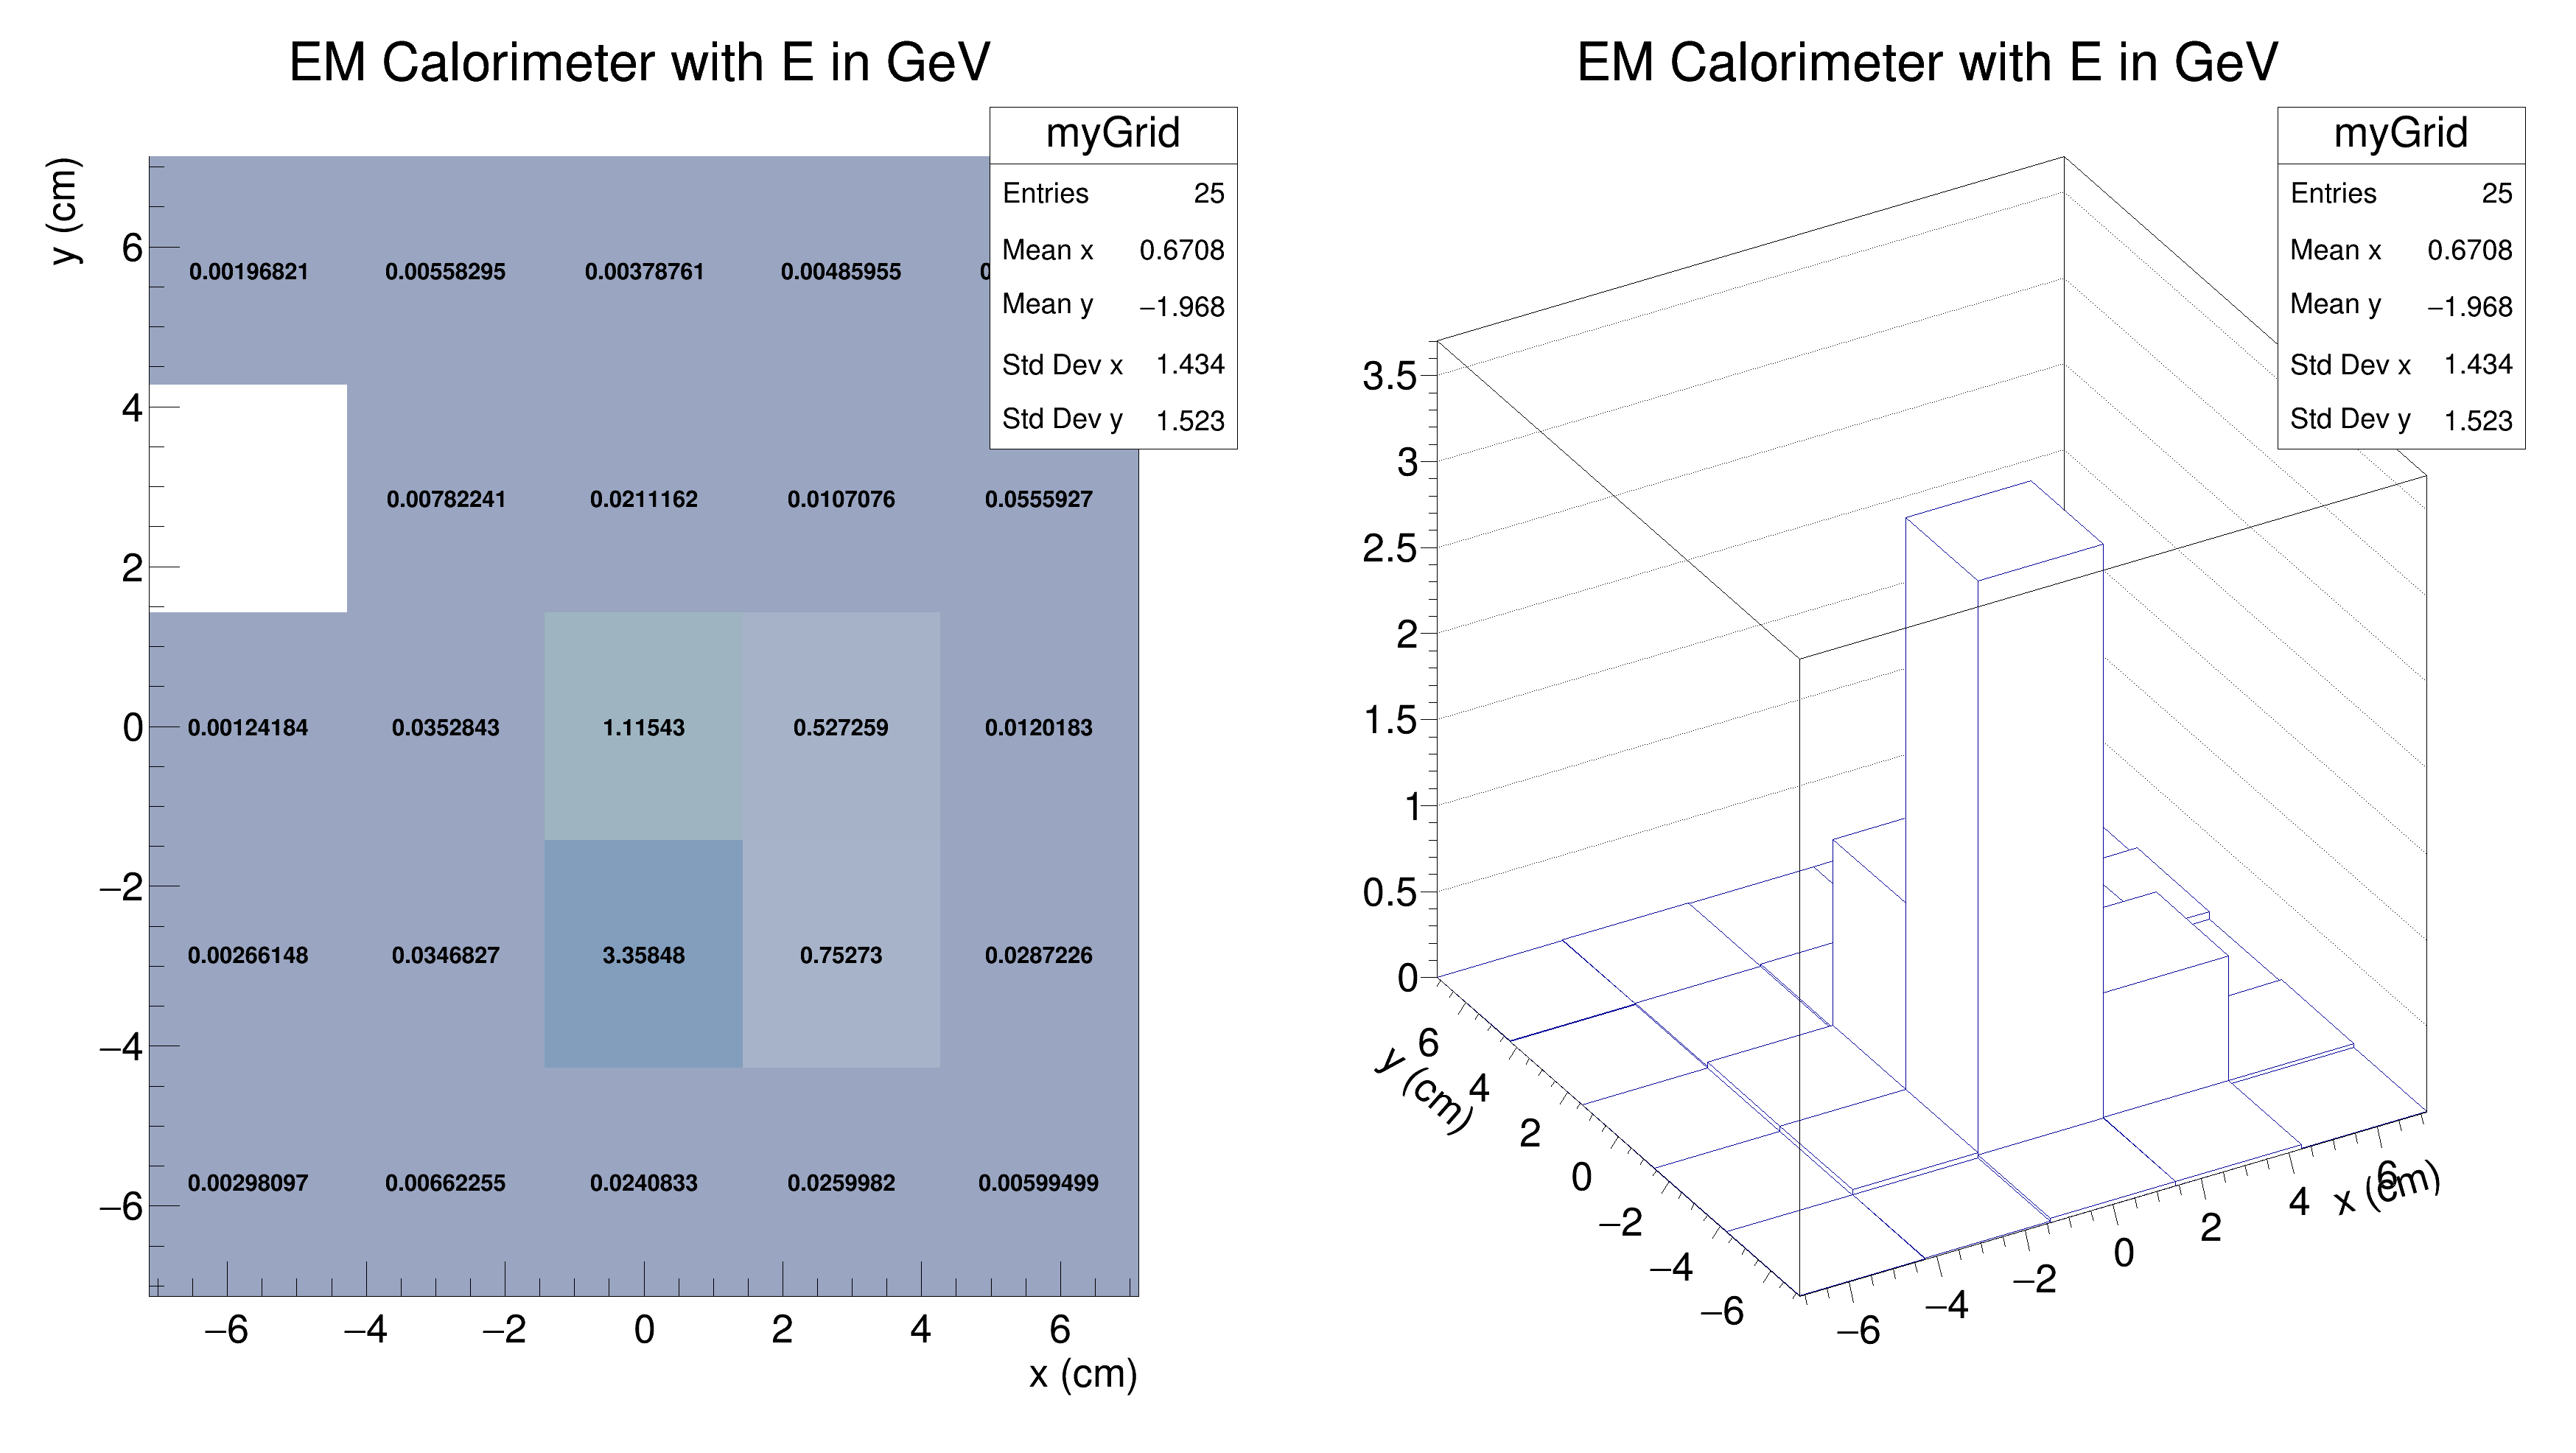 EM Calorimeter with E in GeV
myGrid
Entries 25
Mean x 0.6708
Mean y −1.968
Std Dev x 1.434
Std Dev y 1.523
y (cm)
6
4
2
0
−2
−4
−6
0.00196821 0.00558295 0.00378761 0.00485955
0.00782241 0.0211162 0.0107076 0.0555927
0.00124184 0.0352843 1.11543 0.527259 0.0120183
0.00266148 0.0346827 3.35848 0.75273 0.0287226
0.00298097 0.00662255 0.0240833 0.0259982 0.00599499
−6 −4 −2 0 2 4 6
x (cm)
EM Calorimeter with E in GeV
myGrid
Entries 25
Mean x 0.6708
Mean y −1.968
Std Dev x 1.434
Std Dev y 1.523
3.5
3
2.5
2
1.5
1
0.5
0
6
4
2
0
−2
−4
−6
y (cm)
−6 −4 −2 0 2 4 6
x (cm)